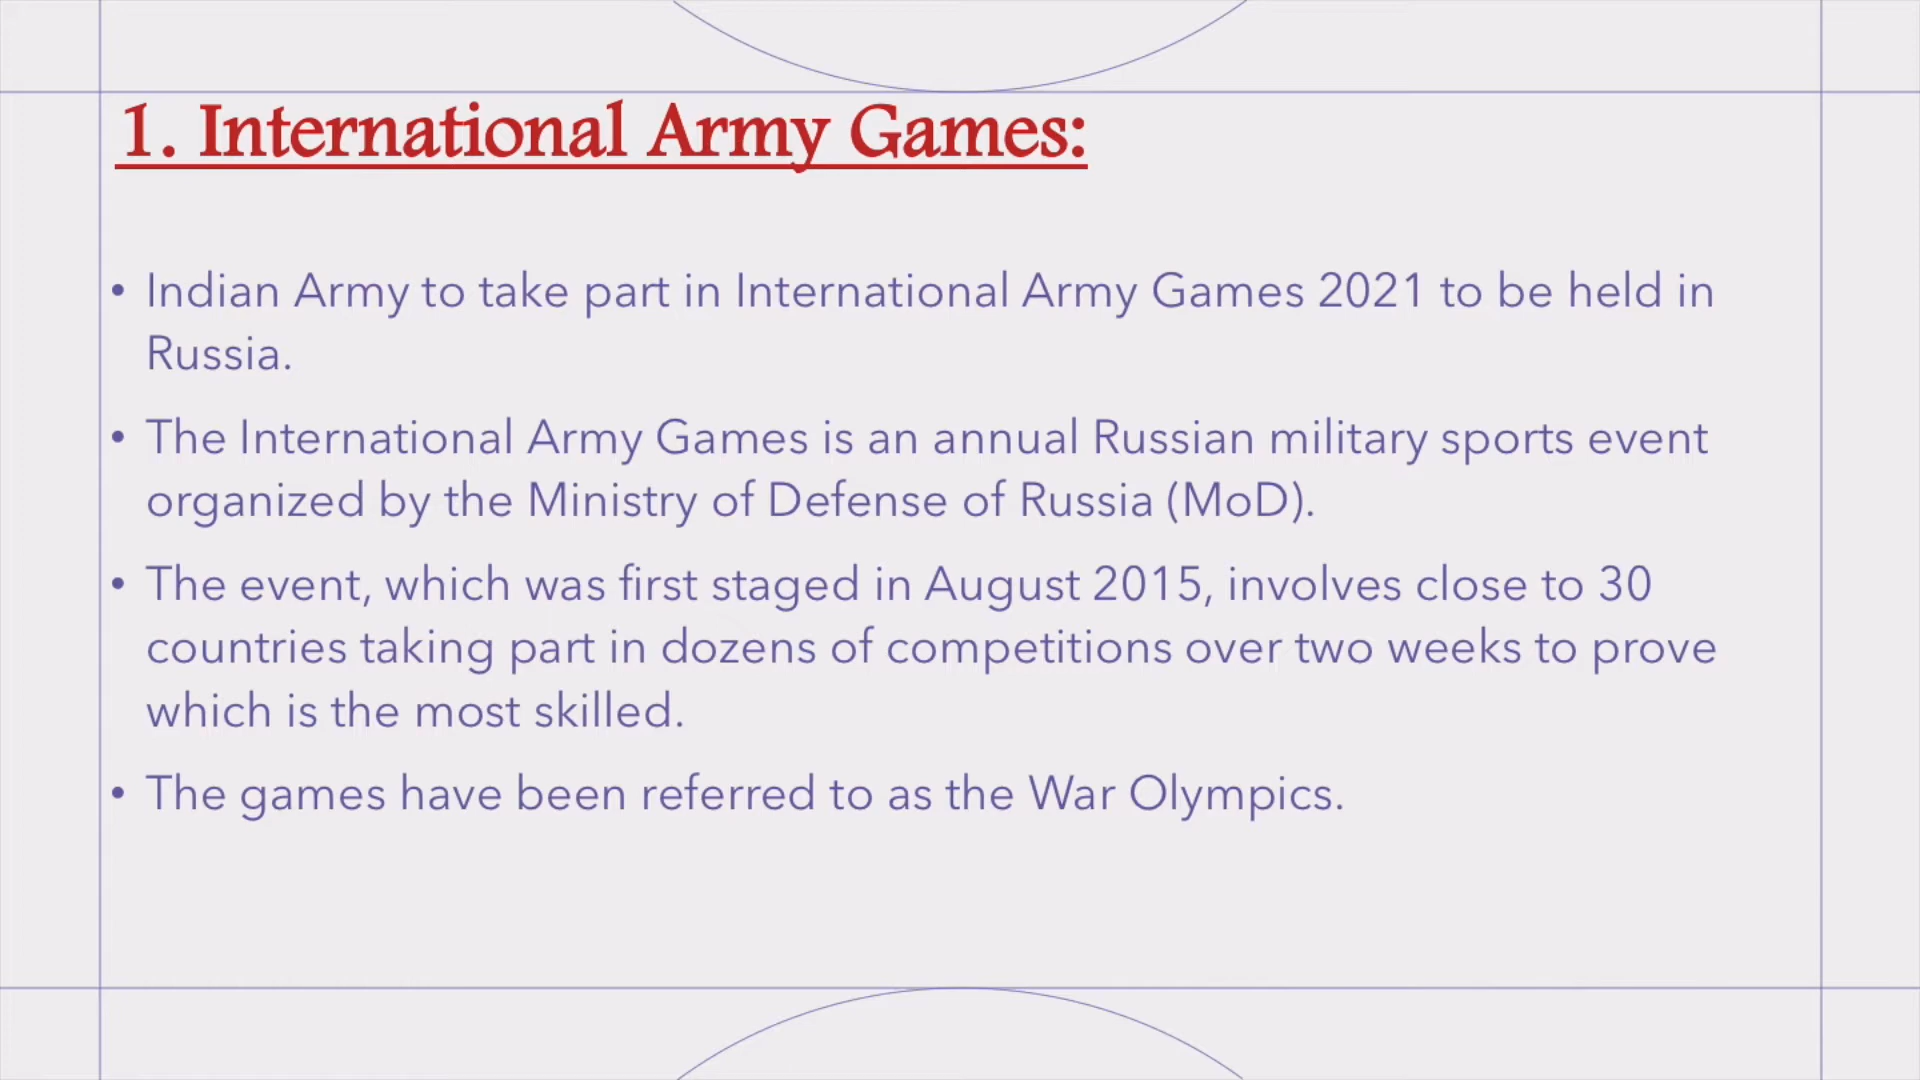 1. International Army Games:
• Indian Army to take part in International Army Games 2021 to be held in
Russia.
• The International Army Games is an annual Russian military sports event
organized by the Ministry of Defense of Russia (MoD).
• The event, which was first staged in August 2015, involves close to 30
countries taking part in dozens of competitions over two weeks to prove
which is the most skilled.
• The games have been referred to as the War Olympics.